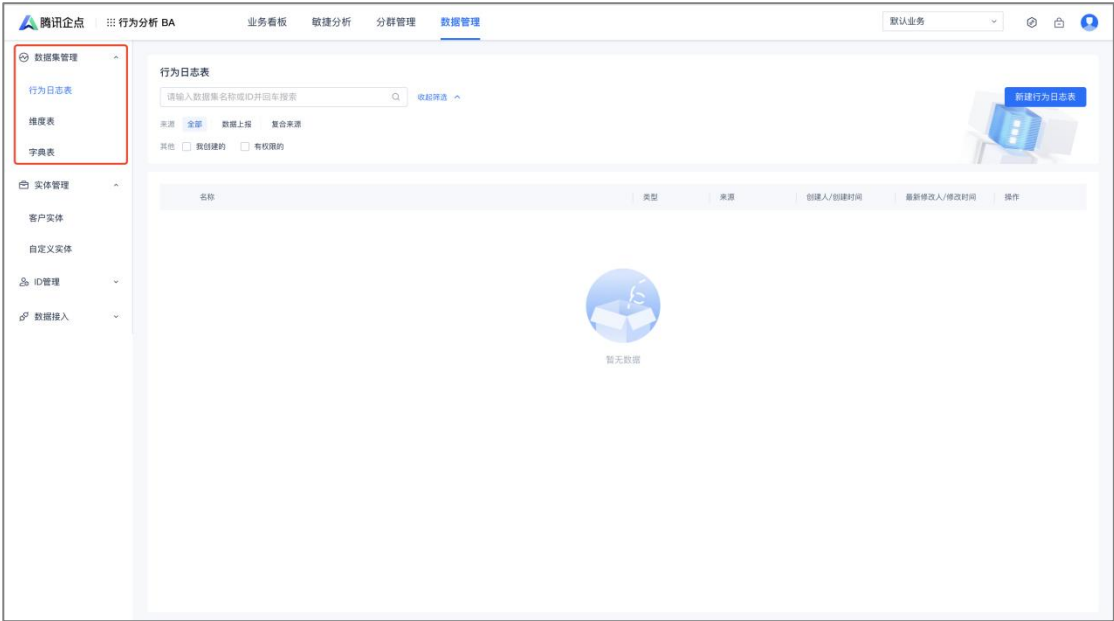 腾讯企点 行为分析 BA 业务看板 敏捷分析 分群管理 数据管理 默认业务
数据集管理
行为日志表
维度表
字典表
实体管理
客户实体
自定义实体
ID管理
数据接入
行为日志表
请输入数据集名称或ID并回车搜索 收起筛选
新建行为日志表
来源 全部 数据上报 复合来源
其他 我创建的 有权限的
名称 类型 来源 创建人/创建时间 最新修改人/修改时间 操作
暂无数据